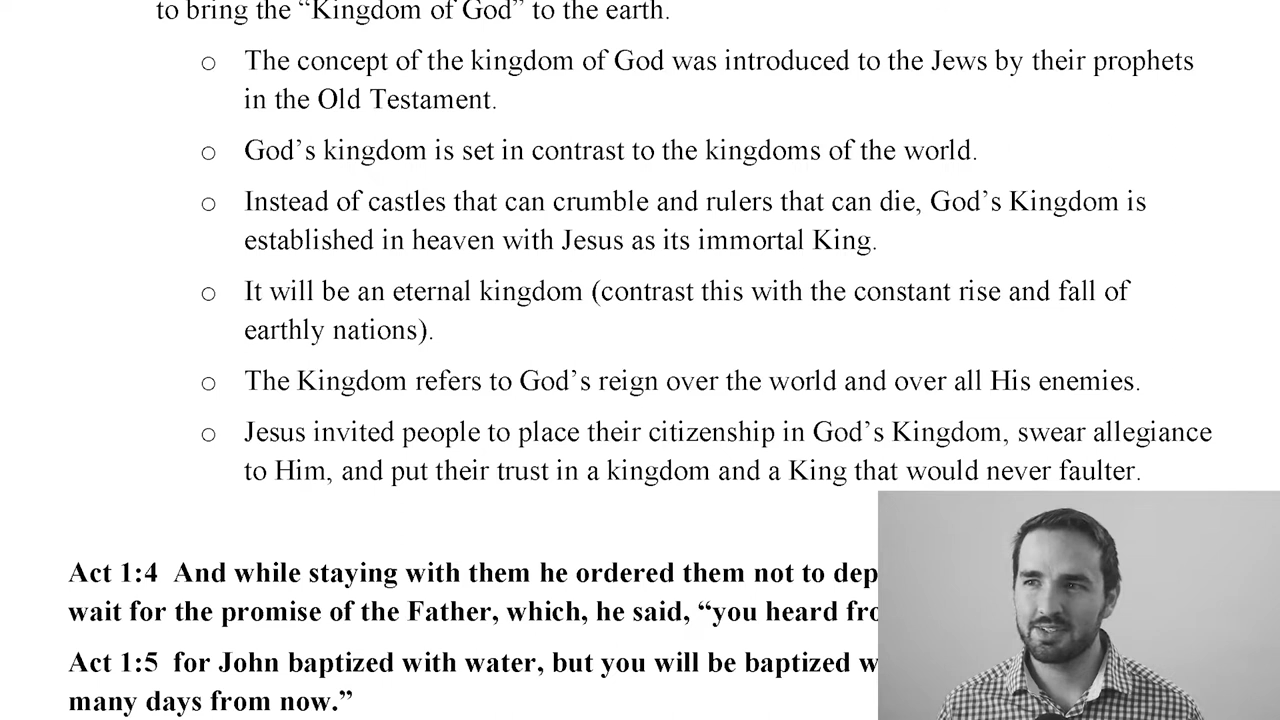 to bring the “Kingdom of God” to the earth.
○ The concept of the kingdom of God was introduced to the Jews by their prophets
in the Old Testament.
○ God’s kingdom is set in contrast to the kingdoms of the world.
○ Instead of castles that can crumble and rulers that can die, God’s Kingdom is
established in heaven with Jesus as its immortal King.
○ It will be an eternal kingdom (contrast this with the constant rise and fall of
earthly nations).
○ The Kingdom refers to God’s reign over the world and over all His enemies.
○ Jesus invited people to place their citizenship in God’s Kingdom, swear allegiance
to Him, and put their trust in a kingdom and a King that would never faulter.
Act 1:4 And while staying with them he ordered them not to dep
wait for the promise of the Father, which, he said, “you heard fro
Act 1:5 for John baptized with water, but you will be baptized w
many days from now.”